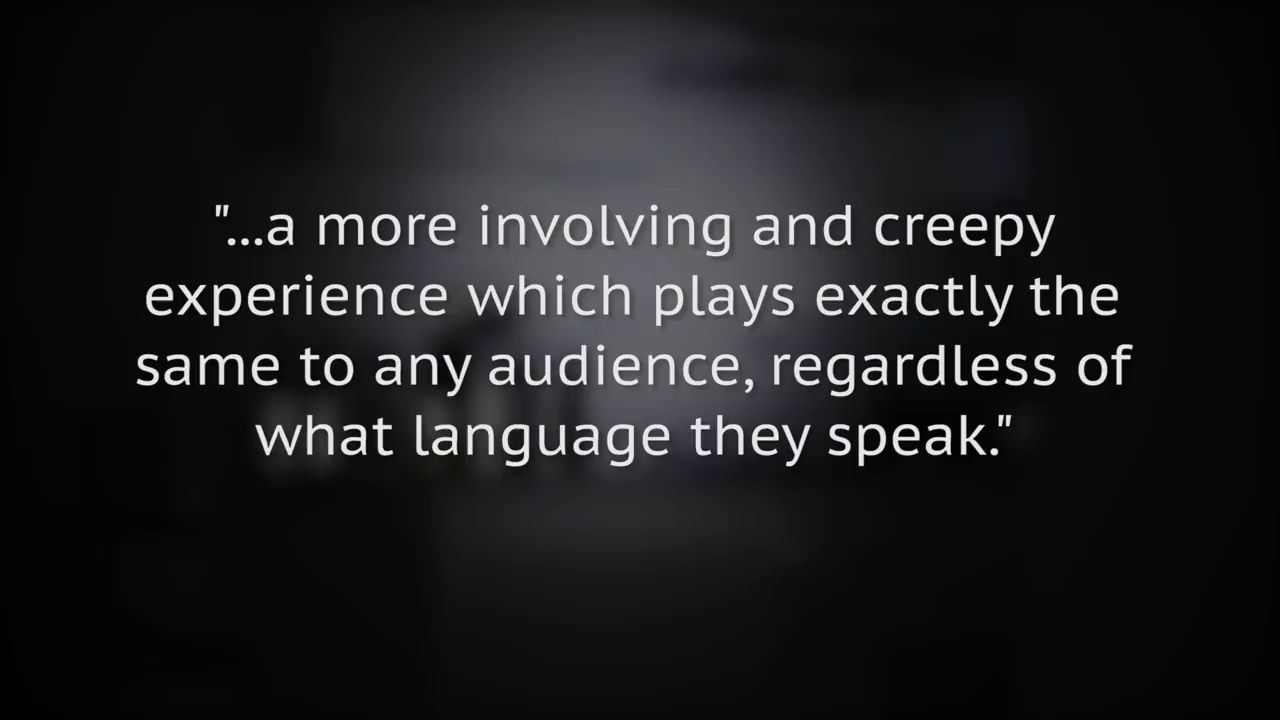 "...a more involving and creepy
experience which plays exactly the
same to any audience, regardless of
what language they speak."